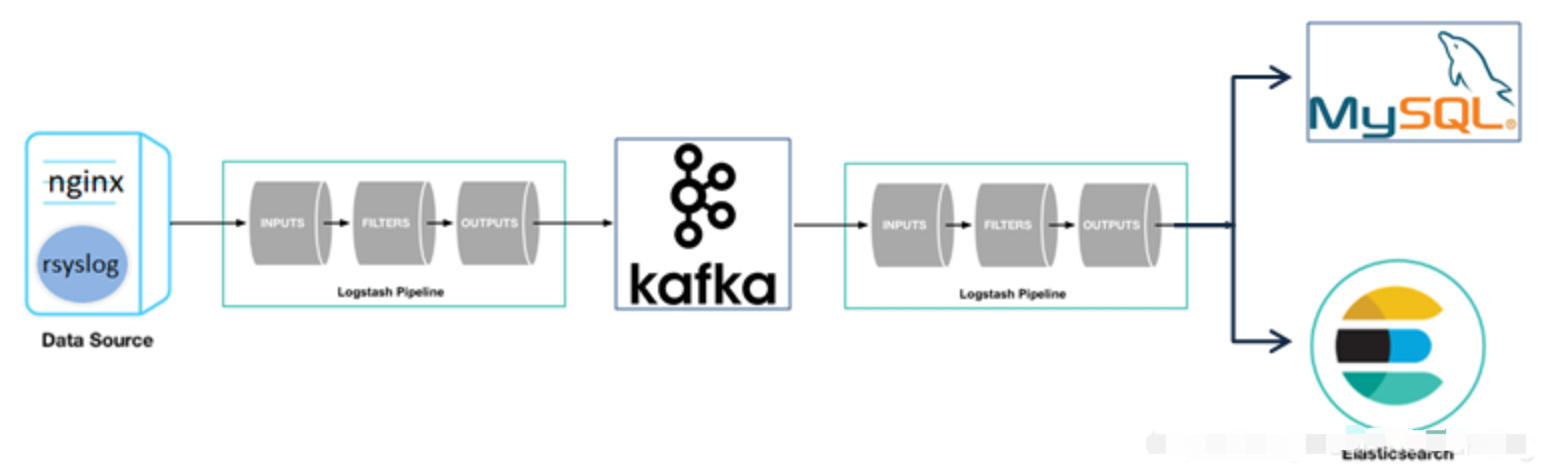 nginx
rsyslog
Data Source
INPUTS
FILTERS
OUTPUTS
Logstash Pipeline
kafka
INPUTS
FILTERS
OUTPUTS
Logstash Pipeline
MySQL®
Elasticsearch